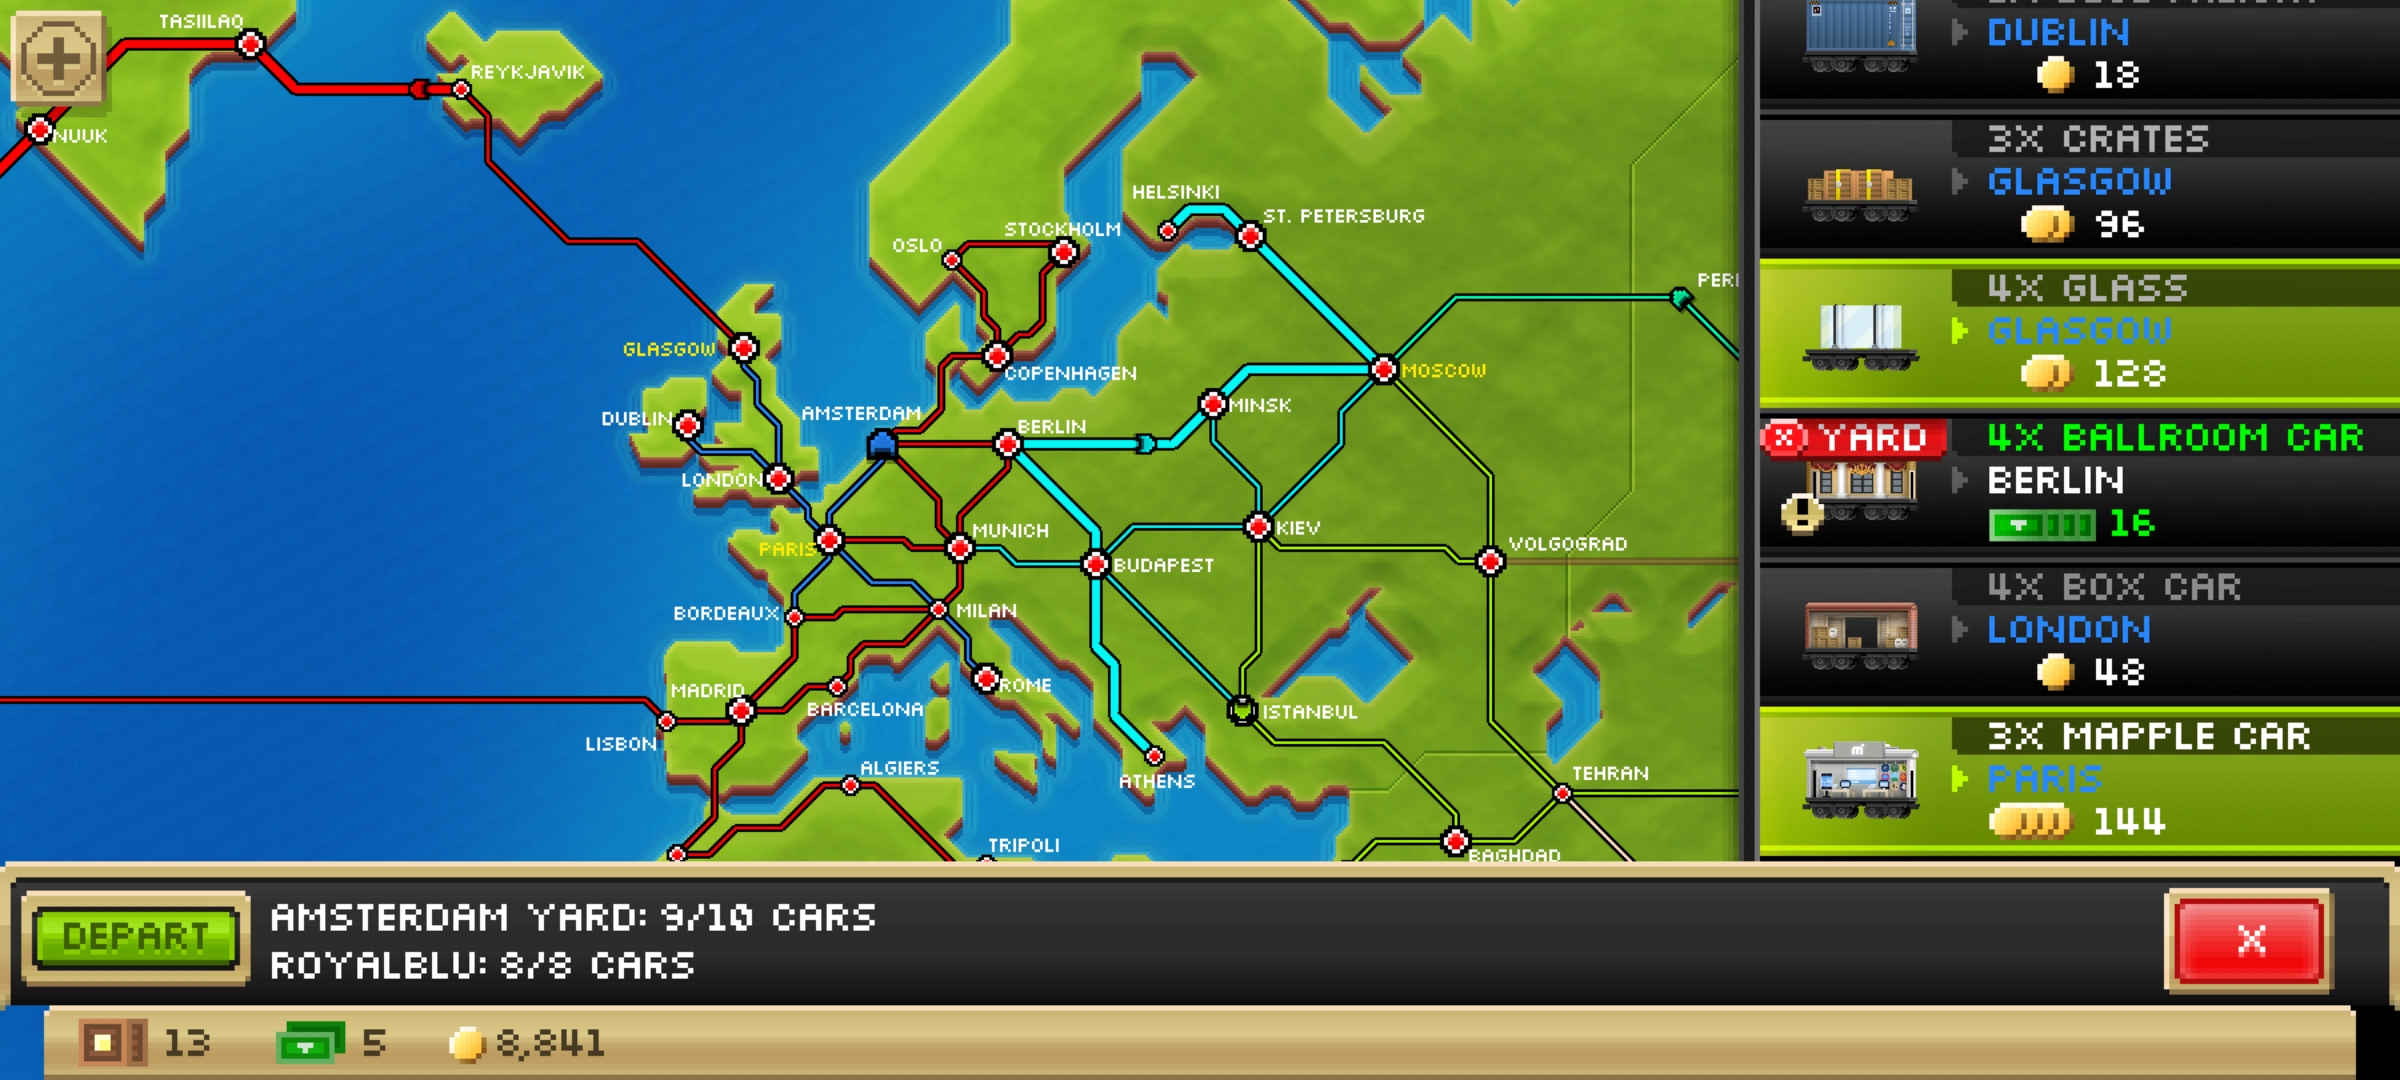 TASIILAQ
REYKJAVIK
NUUK
HELSINKI
ST. PETERSBURG
STOCKHOLM
OSLO
GLASGOW
COPENHAGEN
MOSCOW
DUBLIN
AMSTERDAM
BERLIN
MINSK
LONDON
PARIS
MUNICH
KIEV
VOLGOGRAD
BUDAPEST
BORDEAUX
MILAN
MADRID
ROME
BARCELONA
ISTANBUL
LISBON
ALGIERS
ATHENS
TEHRAN
TRIPOLI
BAGHDAD
DUBLIN
18
3X CRATES
GLASGOW
96
4X GLASS
GLASGOW
128
X YARD
4X BALLROOM CAR
BERLIN
16
4X BOX CAR
LONDON
48
3X MAPPLE CAR
PARIS
144
DEPART
AMSTERDAM YARD: 9/10 CARS
ROYALBLU: 8/8 CARS
X
13
5
8,841